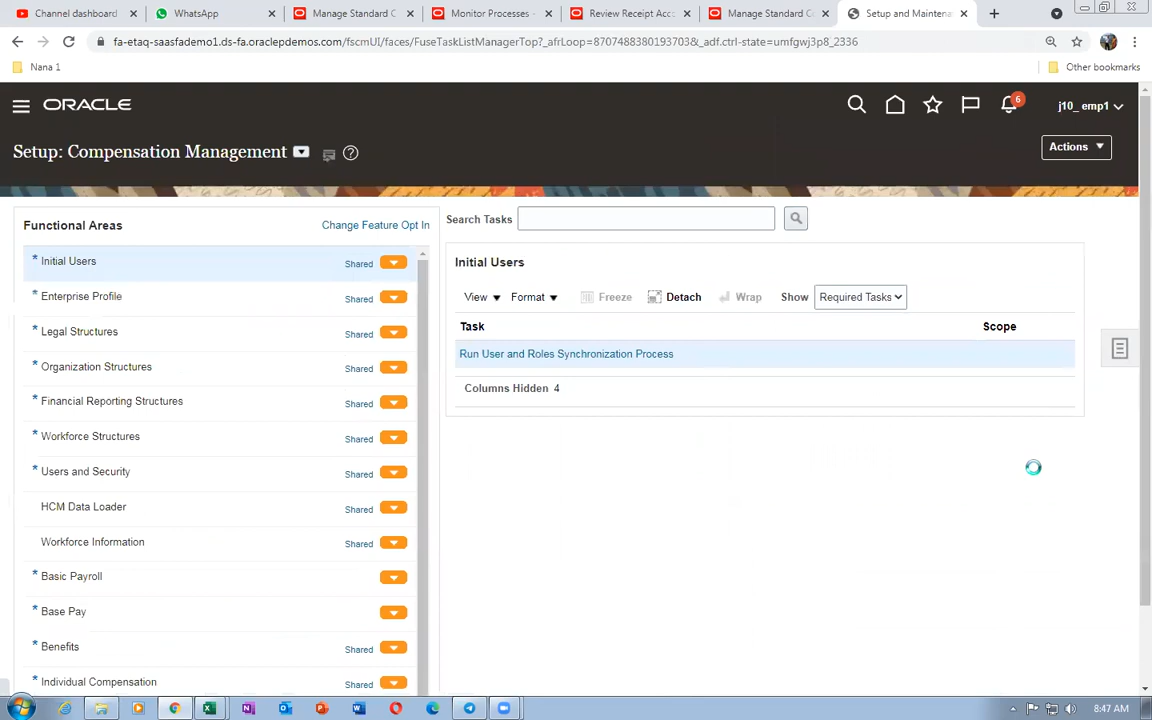 Channel dashboard
WhatsApp
Manage Standard C
Monitor Processes -
Review Receipt Acc
Manage Standard C
Setup and Maintena
fa-etaq-saasfademo1.ds-fa.oraclepdemos.com/fscmUI/faces/FuseTaskListManagerTop?_afrLoop=8707488380193703&_adf.ctrl-state=umfgwj3p8_2336
Nana 1
Other bookmarks
ORACLE
6
j10_ emp1
Setup: Compensation Management
Actions
Functional Areas
Change Feature Opt In
Search Tasks
* Initial Users Shared
* Enterprise Profile Shared
* Legal Structures Shared
* Organization Structures Shared
* Financial Reporting Structures Shared
* Workforce Structures Shared
* Users and Security Shared
HCM Data Loader Shared
Workforce Information Shared
* Basic Payroll
* Base Pay
* Benefits Shared
* Individual Compensation Shared
Initial Users
View Format Freeze Detach Wrap Show Required Tasks
Task Scope
Run User and Roles Synchronization Process
Columns Hidden 4
8:47 AM